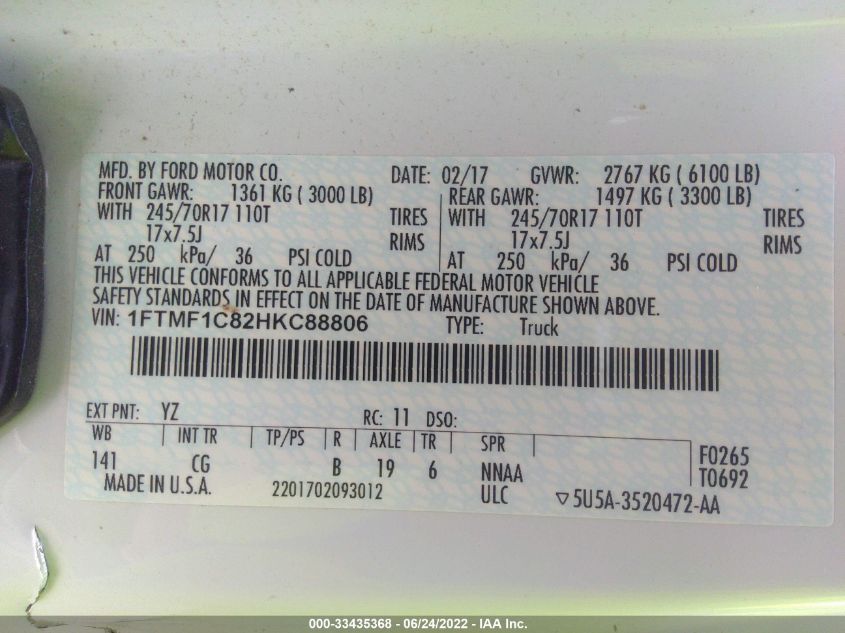 MFD. BY FORD MOTOR CO. DATE: 02/17 GVWR: 2767 KG ( 6100 LB)
FRONT GAWR: 1361 KG ( 3000 LB) REAR GAWR: 1497 KG ( 3300 LB)
WITH 245/70R17 110T TIRES WITH 245/70R17 110T TIRES
17x7.5J RIMS 17x7.5J RIMS
AT 250 kPa/ 36 PSI COLD AT 250 kPa/ 36 PSI COLD
THIS VEHICLE CONFORMS TO ALL APPLICABLE FEDERAL MOTOR VEHICLE
SAFETY STANDARDS IN EFFECT ON THE DATE OF MANUFACTURE SHOWN ABOVE.
VIN: 1FTMF1C82HKC88806 TYPE: Truck
EXT PNT: YZ RC: 11 DSO:
WB INT TR TP/PS R AXLE TR SPR
141 CG B 19 6 NNAA F0265
T0692
MADE IN U.S.A. 2201702093012 ULC ▽5U5A-3520472-AA
000-33435368 - 06/24/2022 - IAA Inc.